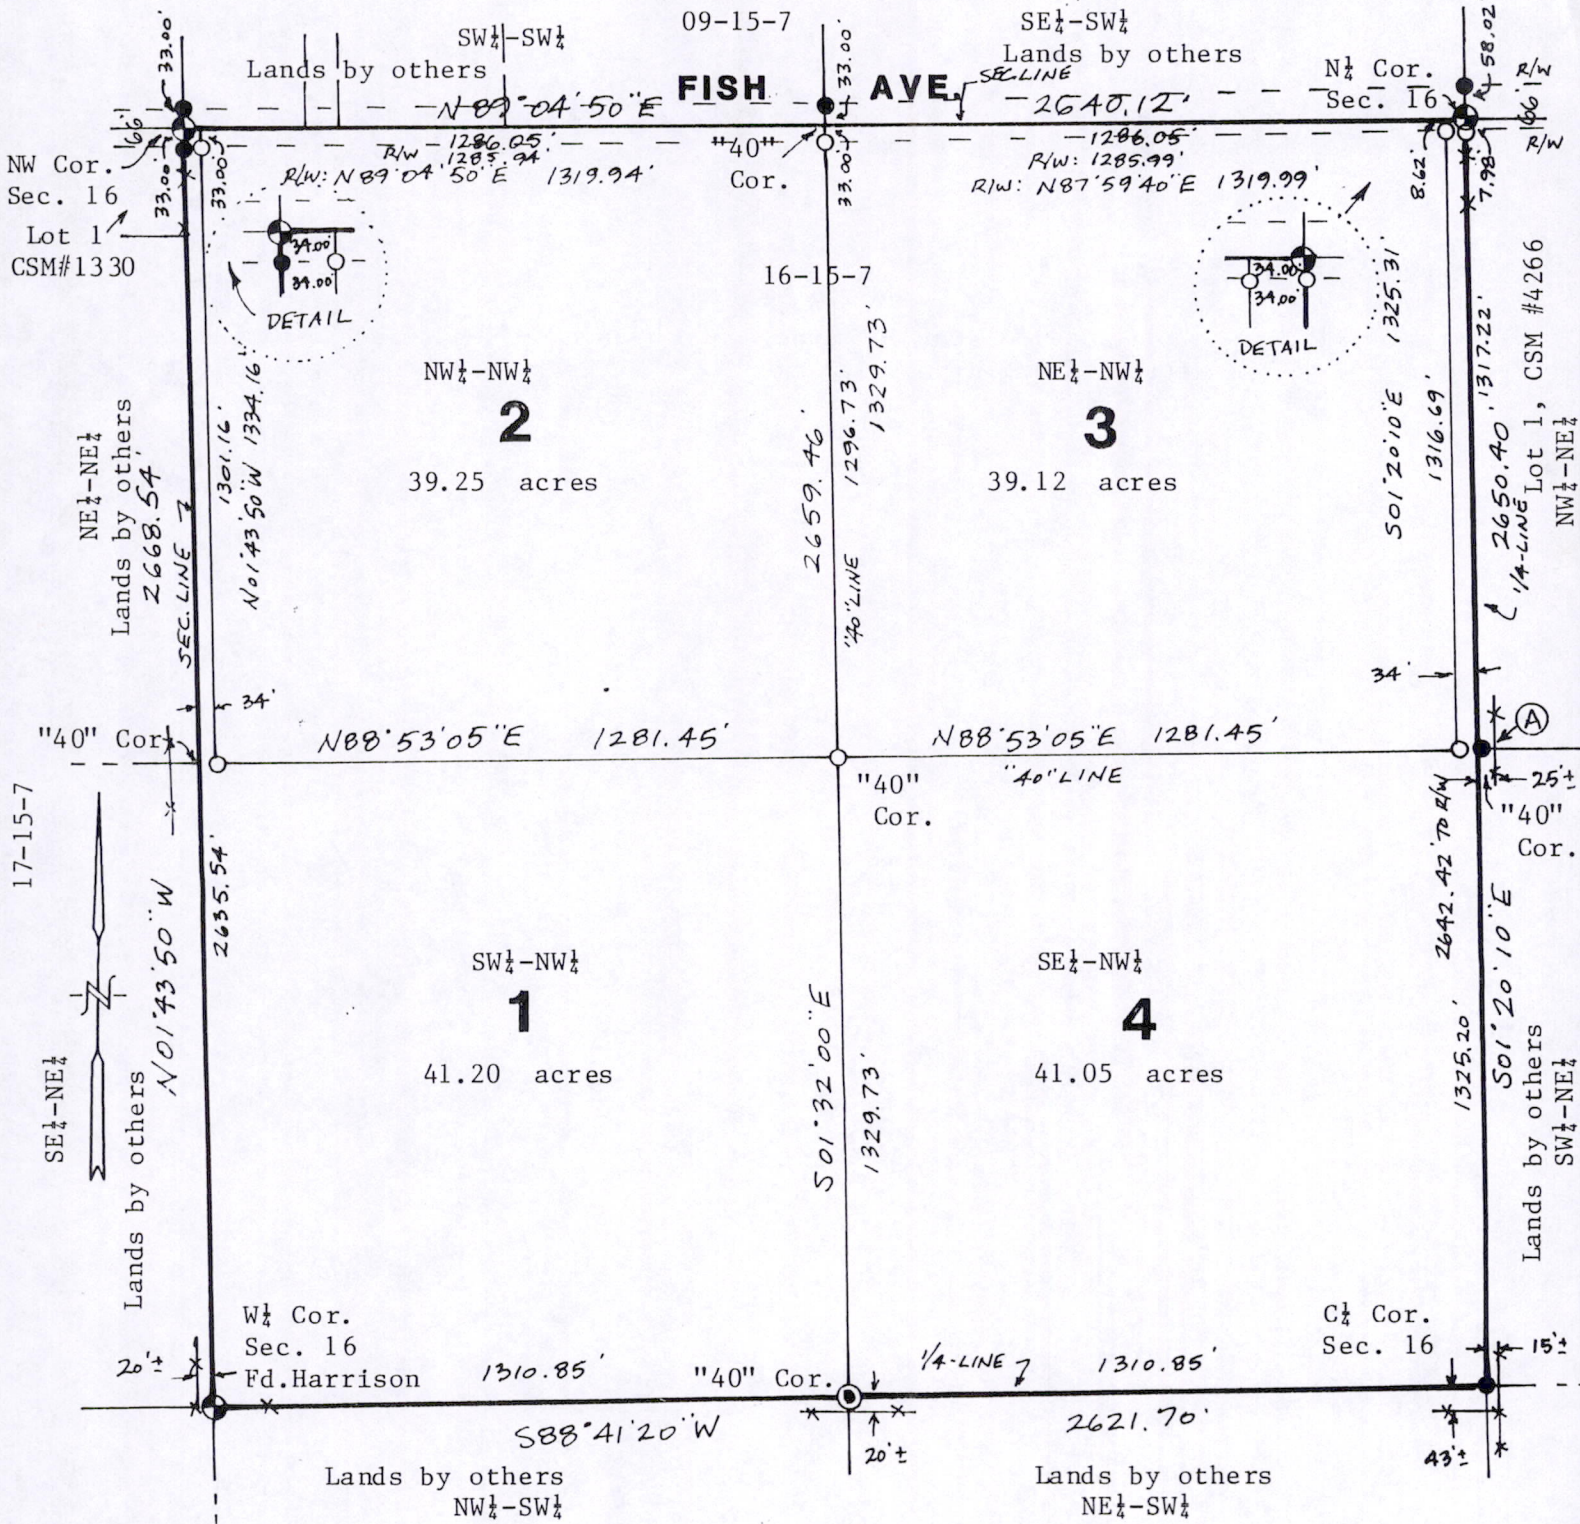 09-15-7
SW¼-SW¼
SE¼-SW¼
Lands by others
Lands by others
FISH AVE.
SEC. LINE
N¼ Cor.
Sec. 16
33.00'
33.00'
58.02
R/W
66'
R/W
N 89°04'50"E
2640.12'
66'
1286.05'
R/W 1285.94
R/W: N 89°04'50"E 1319.94'
"40"
Cor.
1286.05'
R/W: 1285.99'
R/W: N87°59'40"E 1319.99'
8.62'
7.98'
NW Cor.
Sec. 16
33.00'
33.00'
33.00'
Lot 1
CSM#1330
34.00'
34.00'
DETAIL
34.00'
34.00'
DETAIL
16-15-7
NW¼-NW¼
2
39.25 acres
NE¼-NW¼
3
39.12 acres
NE¼-NE¼
Lands by others
2668.54'
SEC. LINE
1301.16'
N01°43'50"W 1334.16'
2659.46'
1296.73'
1329.73'
"40" LINE
S01°20'10"E 1325.31
1316.69'
2650.40'
1317.22'
1/4-LINE
Lot 1, CSM #4266
NW¼-NE¼
34'
34'
"40" Cor.
N88°53'05"E 1281.45'
N88°53'05"E 1281.45'
"40" LINE
A
"40"
Cor.
25'±
"40"
Cor.
17-15-7
N
2635.54'
N01°43'50"W
SE¼-NE¼
Lands by others
SW¼-NW¼
1
41.20 acres
SE¼-NW¼
4
41.05 acres
S01°32'00"E
1329.73'
2642.42 TO R/W
1325.20'
S01°20'10"E
Lands by others
SW¼-NE¼
W¼ Cor.
Sec. 16
Fd.Harrison
20'±
1310.85'
"40" Cor.
1/4-LINE
1310.85'
C¼ Cor.
Sec. 16
15'±
S88°41'20"W
2621.70'
20'±
43'±
Lands by others
NW¼-SW¼
Lands by others
NE¼-SW¼